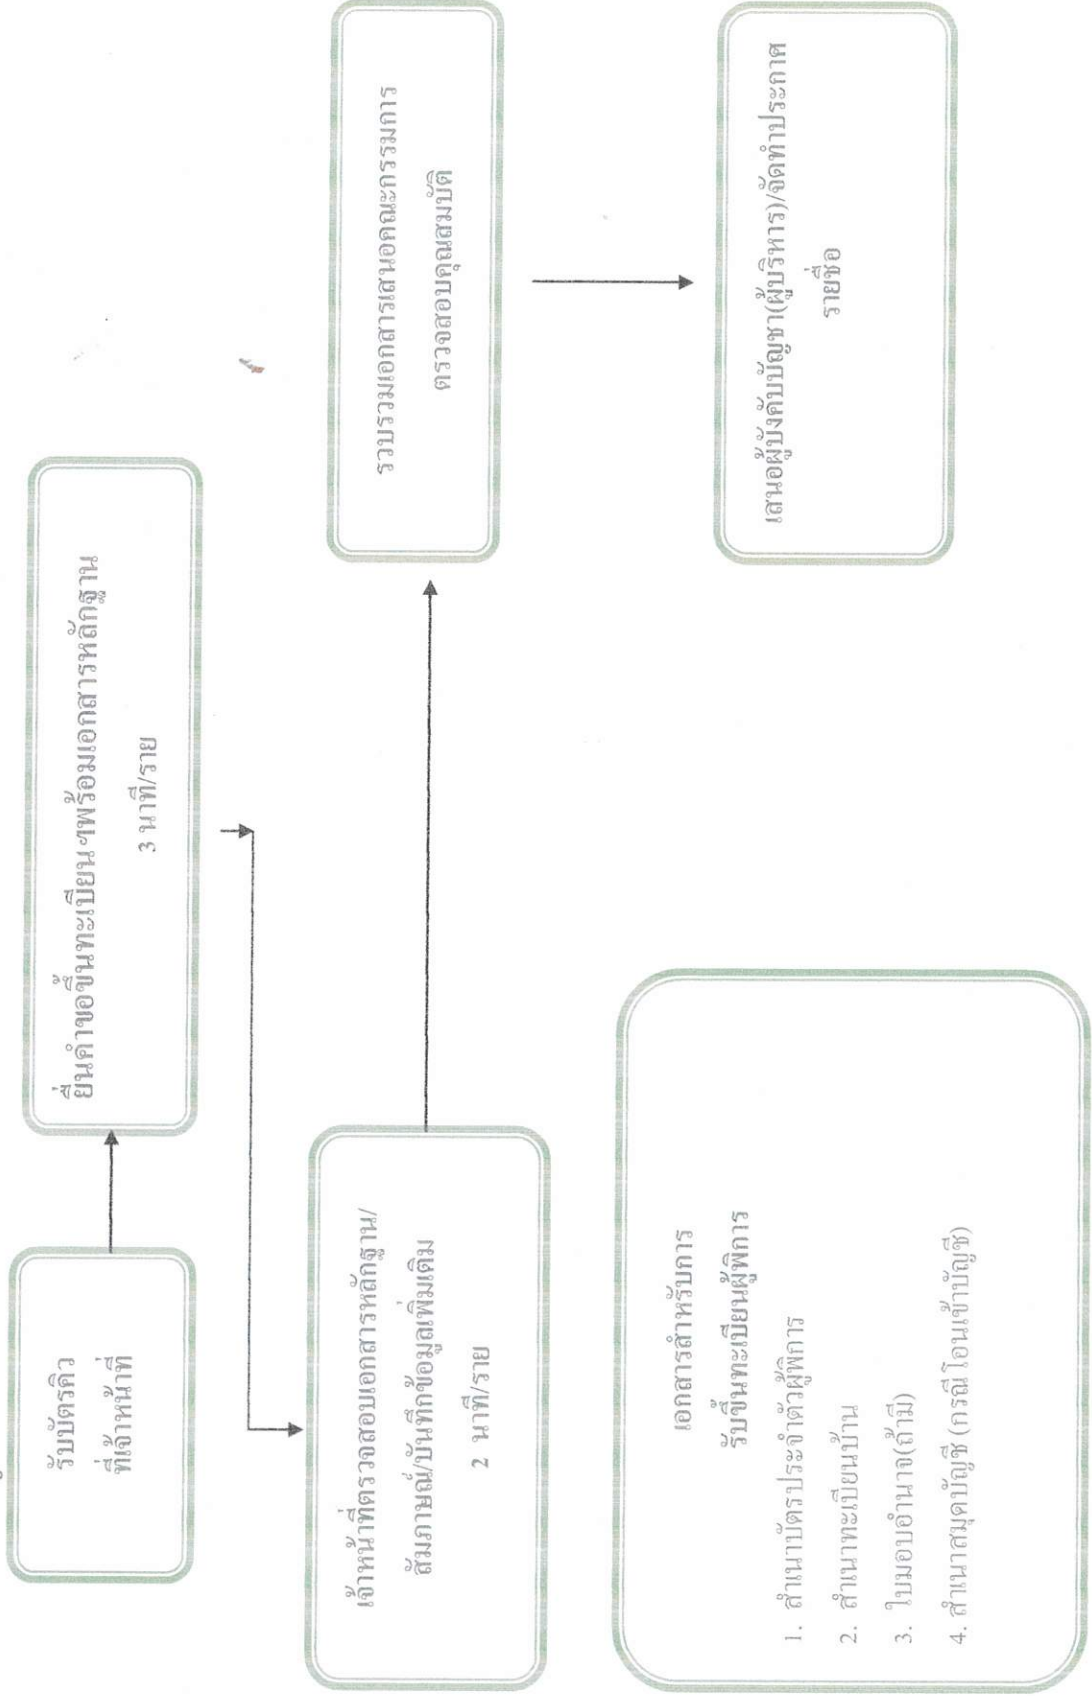 รับบัตรคิว
ที่เจ้าหน้าที่
ยื่นคำขอขึ้นทะเบียนฯพร้อมเอกสารหลักฐาน
3 นาที/ราย
เจ้าหน้าที่ตรวจสอบเอกสารหลักฐาน/
สัมภาษณ์/บันทึกข้อมูลเพิ่มเติม
2 นาที/ราย
รวบรวมเอกสารเสนอคณะกรรมการ
ตรวจสอบคุณสมบัติ
เสนอผู้บังคับบัญชา(ผู้บริหาร)/จัดทำประกาศ
รายชื่อ
เอกสารสำหรับการ
รับขึ้นทะเบียนผู้พิการ
1. สำเนาบัตรประจำตัวผู้พิการ
2. สำเนาทะเบียนบ้าน
3. ใบมอบอำนาจ(ถ้ามี)
4. สำเนาสมุดบัญชี (กรณีโอนเข้าบัญชี)